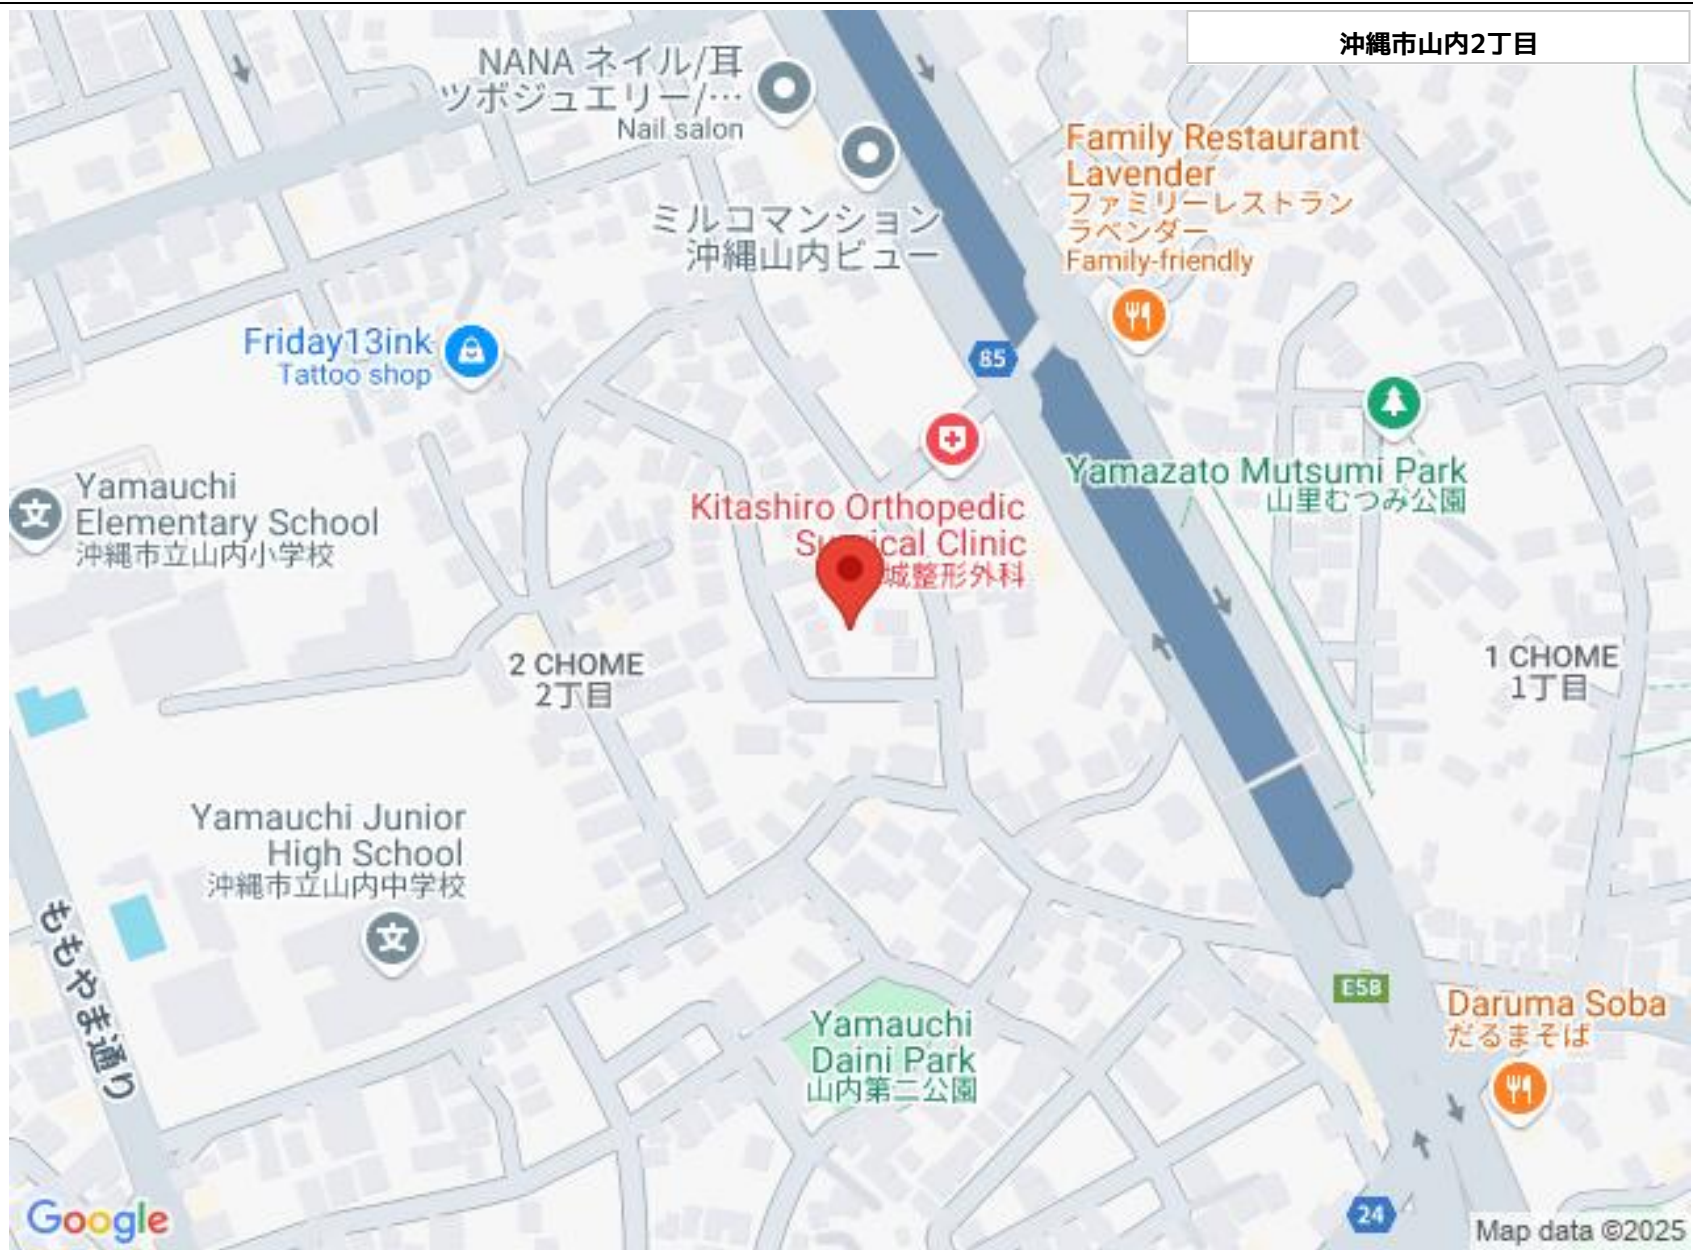 沖縄市山内2丁目
NANA ネイル/耳
ツボジュエリー/…
Nail salon
ミルコマンション
沖縄山内ビュー
Family Restaurant
Lavender
ファミリーレストラン
ラベンダー
Family-friendly
Friday13ink
Tattoo shop
85
Yamauchi
Elementary School
沖縄市立山内小学校
Kitashiro Orthopedic
Clinic
城整形外科
Yamazato Mutsumi Park
山里むつみ公園
2 CHOME
2丁目
1 CHOME
1丁目
Yamauchi Junior
High School
沖縄市立山内中学校
ももやま通り
Yamauchi
Daini Park
山内第二公園
E58
Daruma Soba
だるまそば
24
Google
Map data ©2025